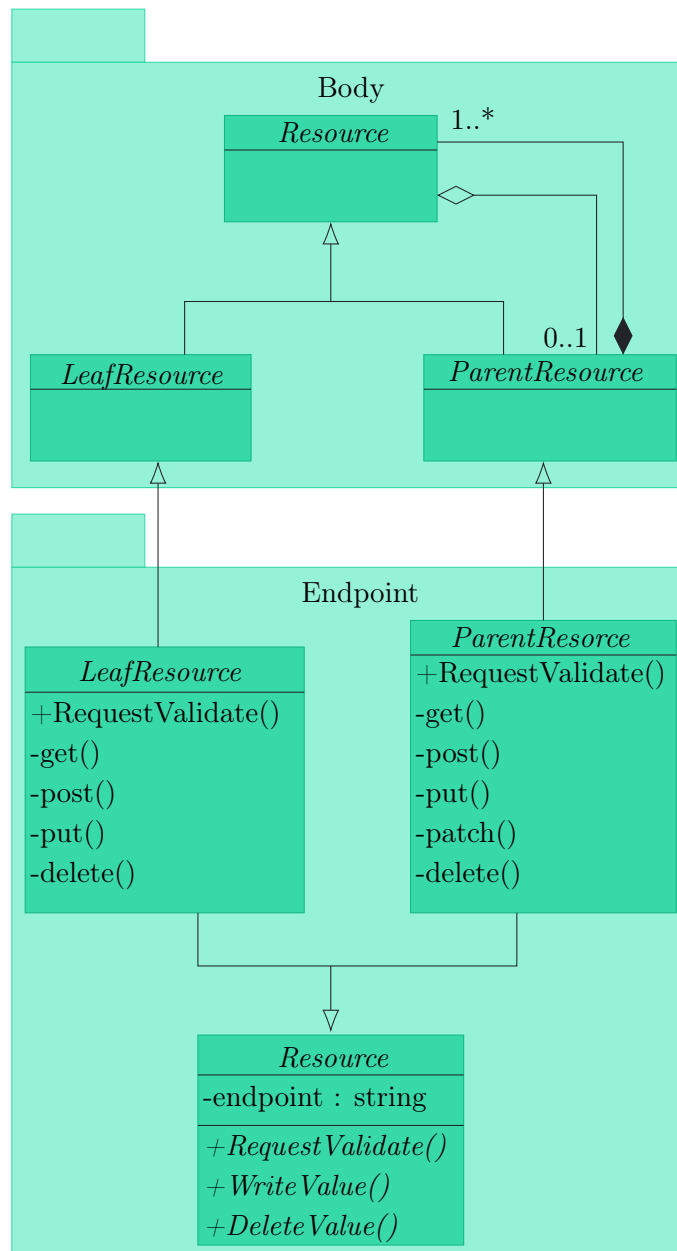 Body
Resource
1..*
0..1
LeafResource
ParentResource
Endpoint
LeafResource
+RequestValidate()
-get()
-post()
-put()
-delete()
ParentResorce
+RequestValidate()
-get()
-post()
-put()
-patch()
-delete()
Resource
-endpoint : string
+RequestValidate()
+WriteValue()
+DeleteValue()